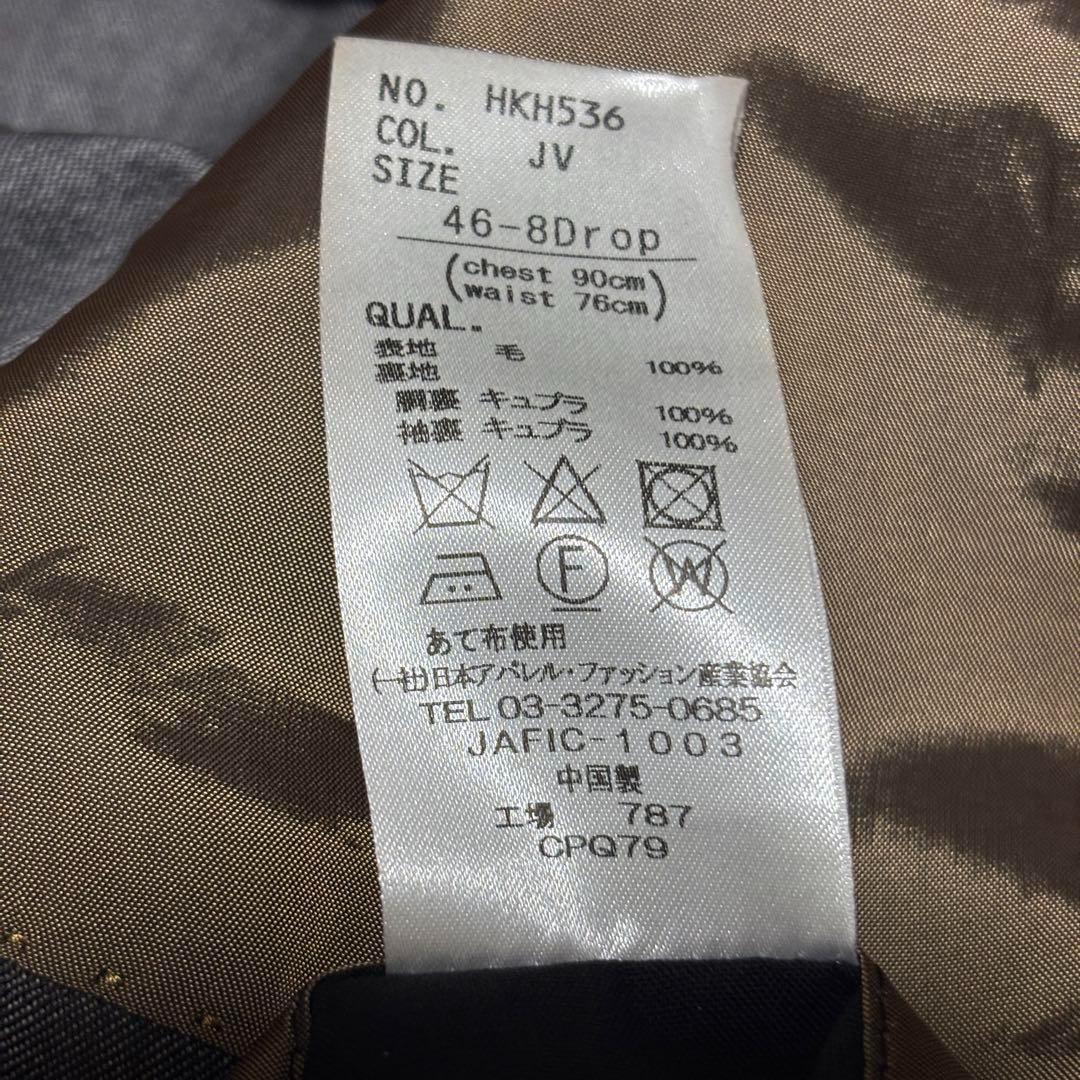 NO. HKH536
COL. JV
SIZE
46-8Drop
(chest 90cm
waist 76cm)
QUAL.
表地 毛 100%
裏地
胴裏 キュプラ 100%
袖裏 キュプラ 100%
F
W
あて布使用
(一社)日本アパレル・ファッション産業協会
TEL 03-3275-0685
JAFIC-1003
中国製
工場 787
CPQ79